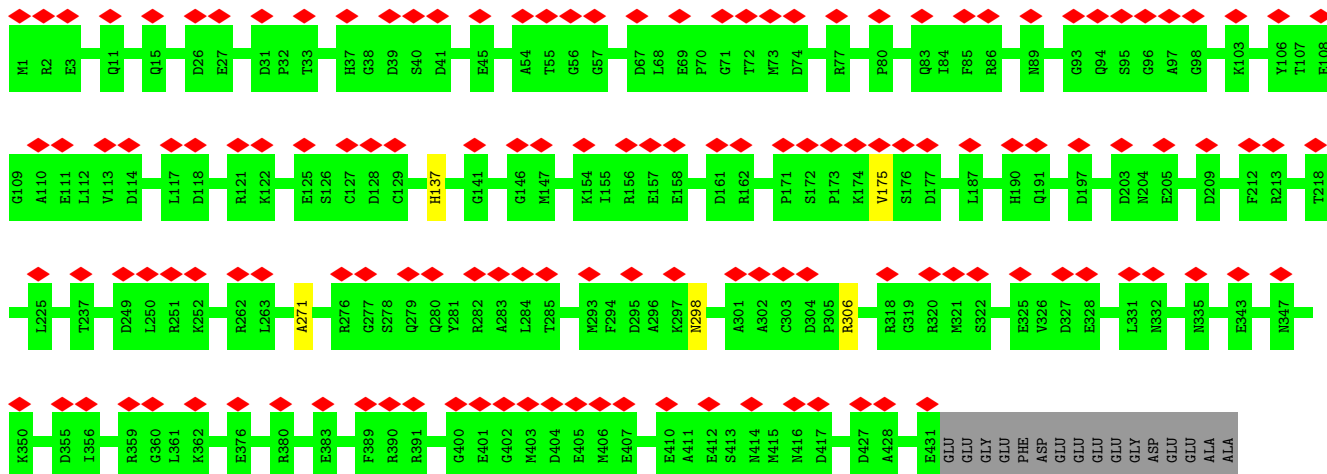 M1 R2 E3 Q11 Q15 D26 E27 D31 P32 T33 H37 G38 D39 S40 D41 E45 A54 T55 G56 G57 D67 L68 E69 P70 G71 T72 M73 D74 R77 P80 Q83 I84 F85 R86 N89 G93 Q94 S95 G96 A97 G98 K103 Y106 T107 E108
G109 A110 E111 L112 V113 D114 L117 D118 R121 K122 E125 S126 C127 D128 C129 H137 G141 G146 M147 K154 I155 R156 E157 E158 D161 R162 P171 S172 P173 K174 V175 S176 D177 L187 H190 Q191 D197 D203 N204 E205 D209 F212 R213 T218
L225 T237 D249 L250 R251 K252 R262 L263 A271 R276 G277 S278 Q279 Q280 Y281 R282 A283 L284 T285 M293 F294 D295 A296 K297 N298 A301 A302 C303 D304 P305 R306 R318 G319 R320 M321 S322 E325 V326 D327 E328 L331 N332 N335 E343 N347
K350 D355 I356 R359 G360 L361 K362 E376 R380 E383 F389 R390 R391 G400 E401 G402 M403 D404 E405 M406 E407 E410 A411 E412 S413 N414 M415 N416 D417 D427 A428 E431 GLU GLU GLY GLU PHE ASP GLU GLU GLU GLU GLY ASP GLU GLU ALA ALA